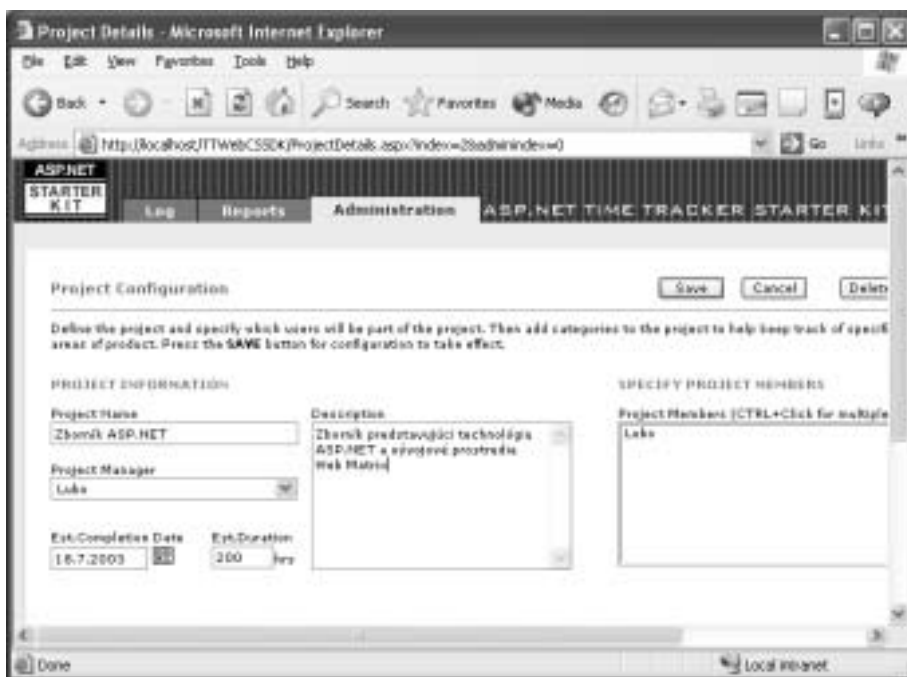 Project Details - Microsoft Internet Explorer
File Edit View Favorites Tools Help
Back Search Favorites Media
Address http://localhost/TTWebCSSDK/ProjectDetails.aspx?index=2&adminindex=0 Go Links
ASP.NET
STARTER
KIT
Log Reports Administration ASP.NET TIME TRACKER STARTER KIT
Project Configuration Save Cancel Delete
Define the project and specify which users will be part of the project. Then add categories to the project to help keep track of specifi
areas of product. Press the SAVE button for configuration to take effect.
PROJECT INFORMATION SPECIFY PROJECT MEMBERS
Project Name Description Project Members (CTRL+Click for multiple
Zborník ASP.NET Zborník predstavujúci technológie Lubo
ASP.NET a vývojové prostredie
Web Matrix
Project Manager
Lubo
Est.Completion Date Est.Duration
18.7.2003 200 hrs
Done Local intranet